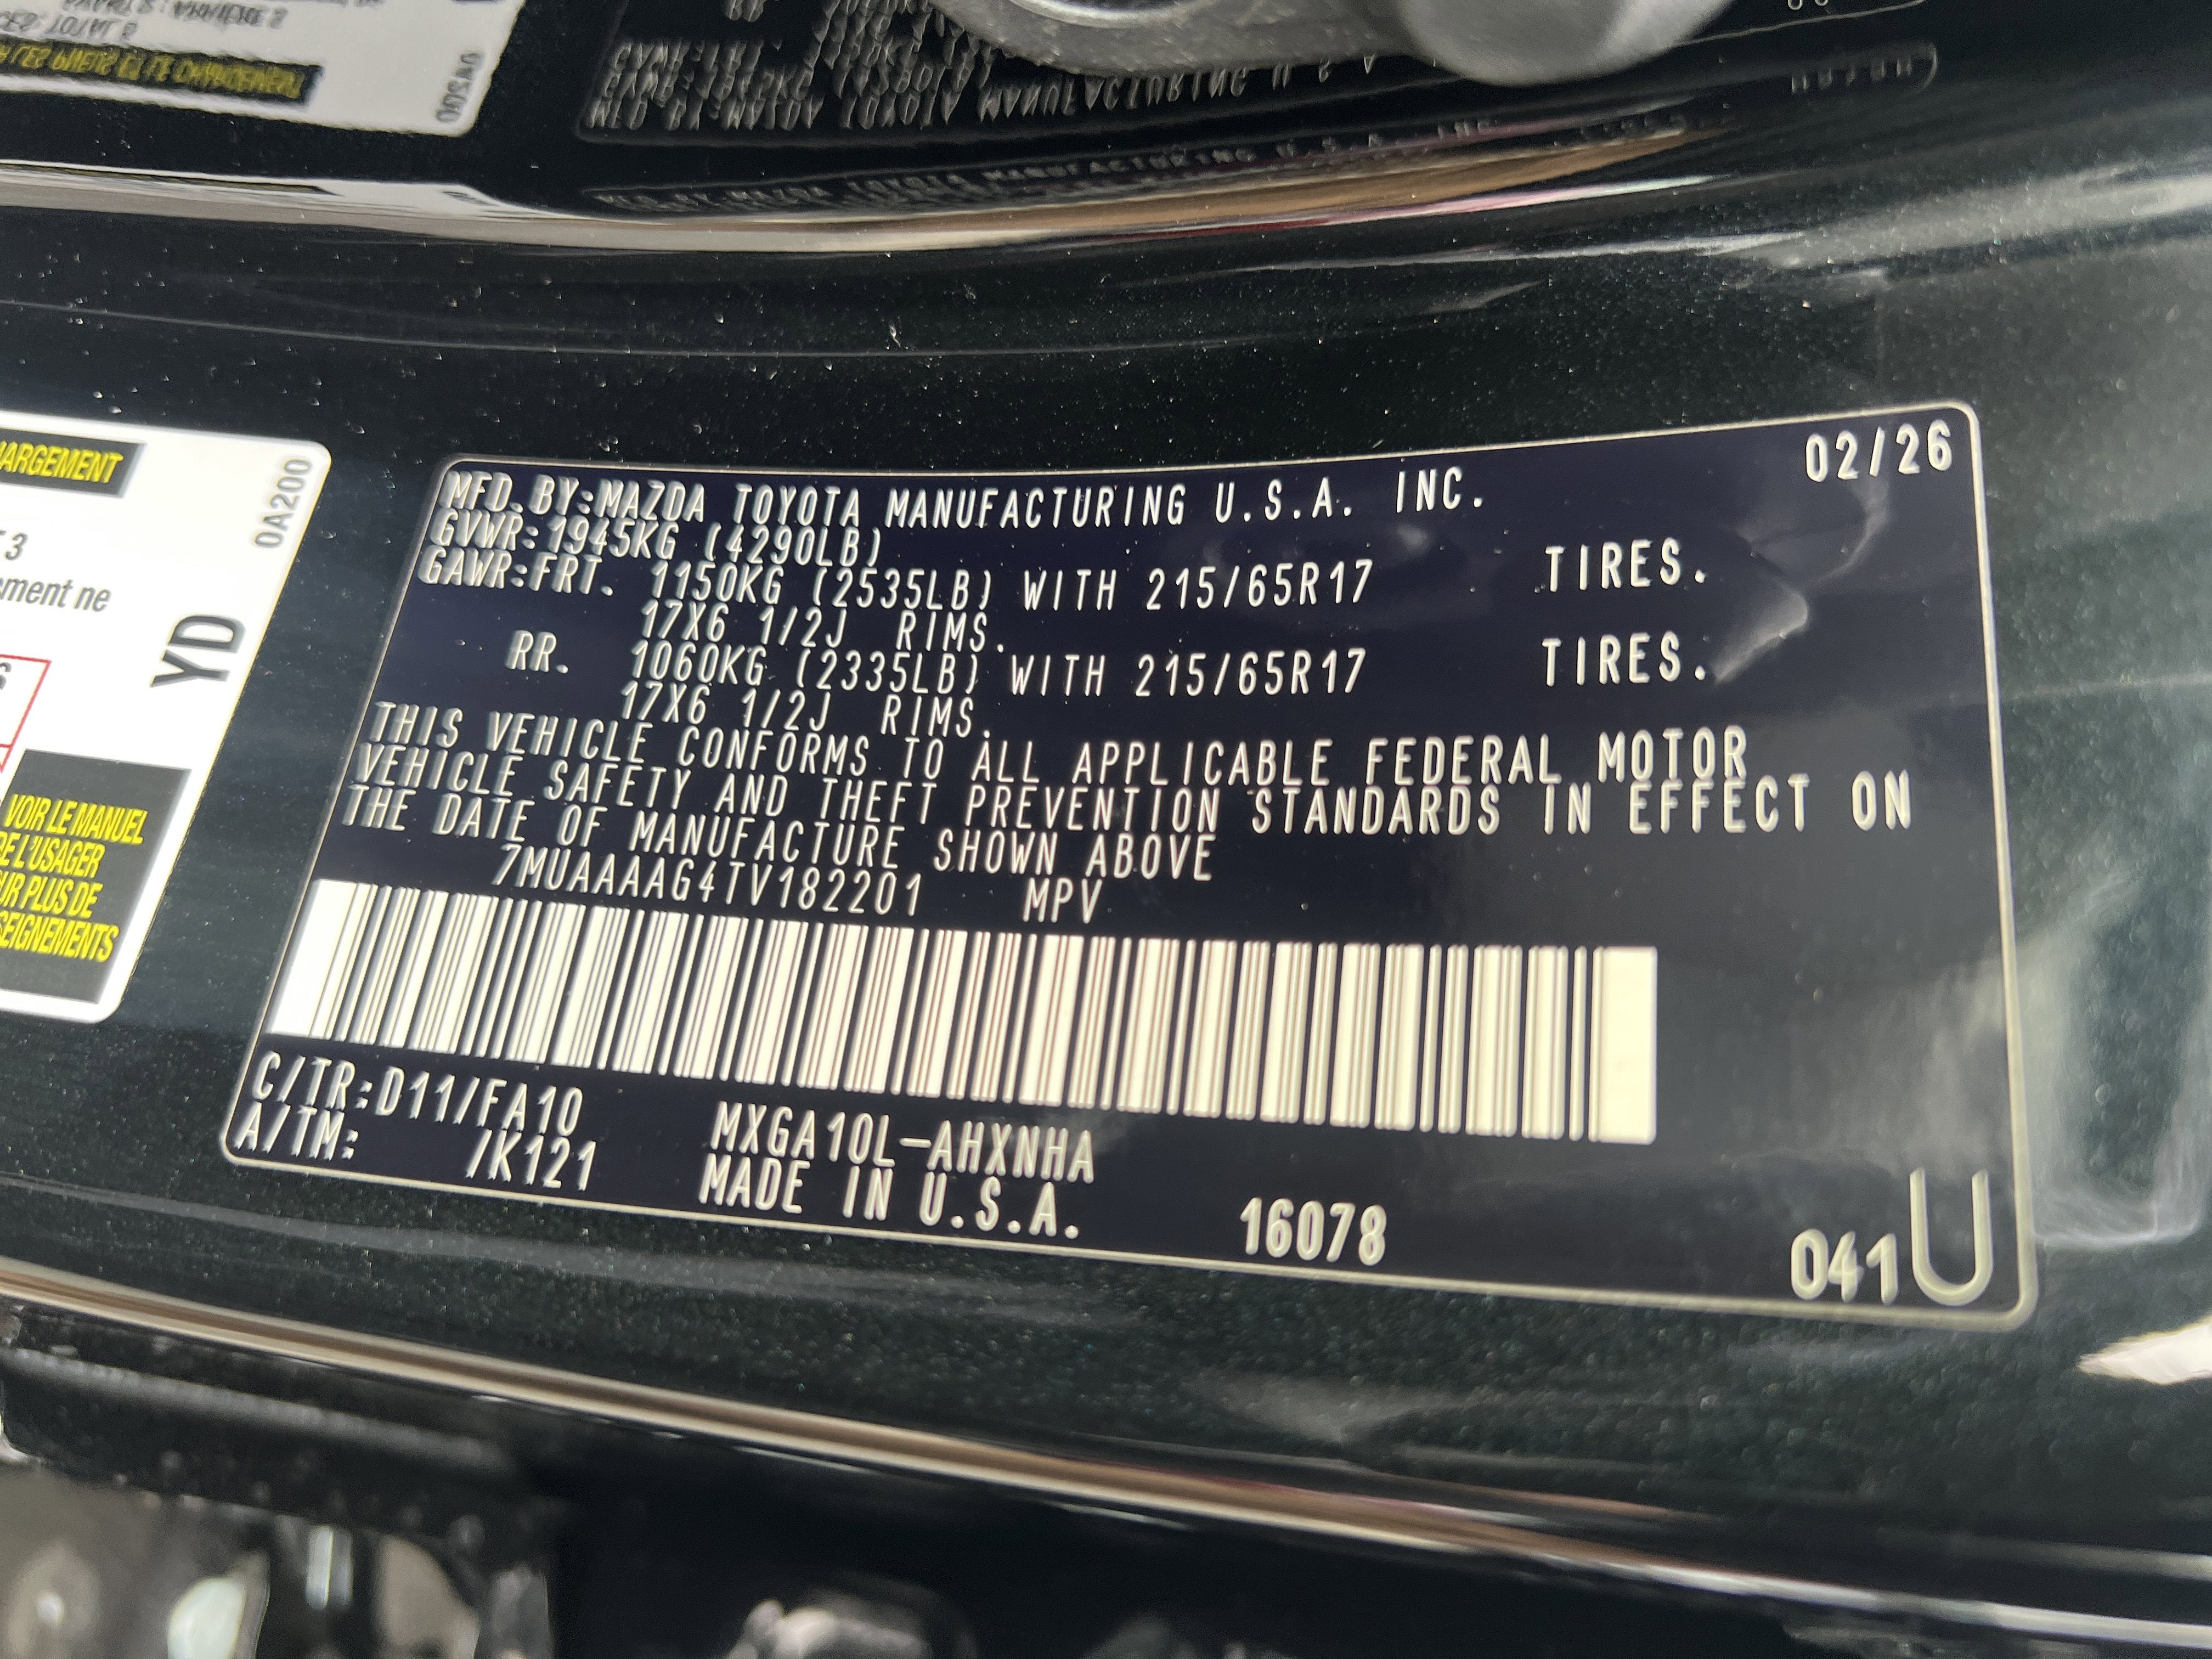 02/26
MFD. BY:MAZDA TOYOTA MANUFACTURING U.S.A. INC.
GVWR:1945KG (4290LB)
GAWR:FRT. 1150KG (2535LB) WITH 215/65R17 TIRES.
17X6 1/2J RIMS.
RR. 1060KG (2335LB) WITH 215/65R17 TIRES.
17X6 1/2J RIMS.
THIS VEHICLE CONFORMS TO ALL APPLICABLE FEDERAL MOTOR
VEHICLE SAFETY AND THEFT PREVENTION STANDARDS IN EFFECT ON
THE DATE OF MANUFACTURE SHOWN ABOVE
7MUAAAAG4TV182201 MPV
C/TR:D11/FA10
A/TM: /K121
MXGA10L-AHXNHA
MADE IN U.S.A.
16078
041U
0A200
YD
3
ne
VOIR LE MANUEL
DE L'USAGER
PLUS DE